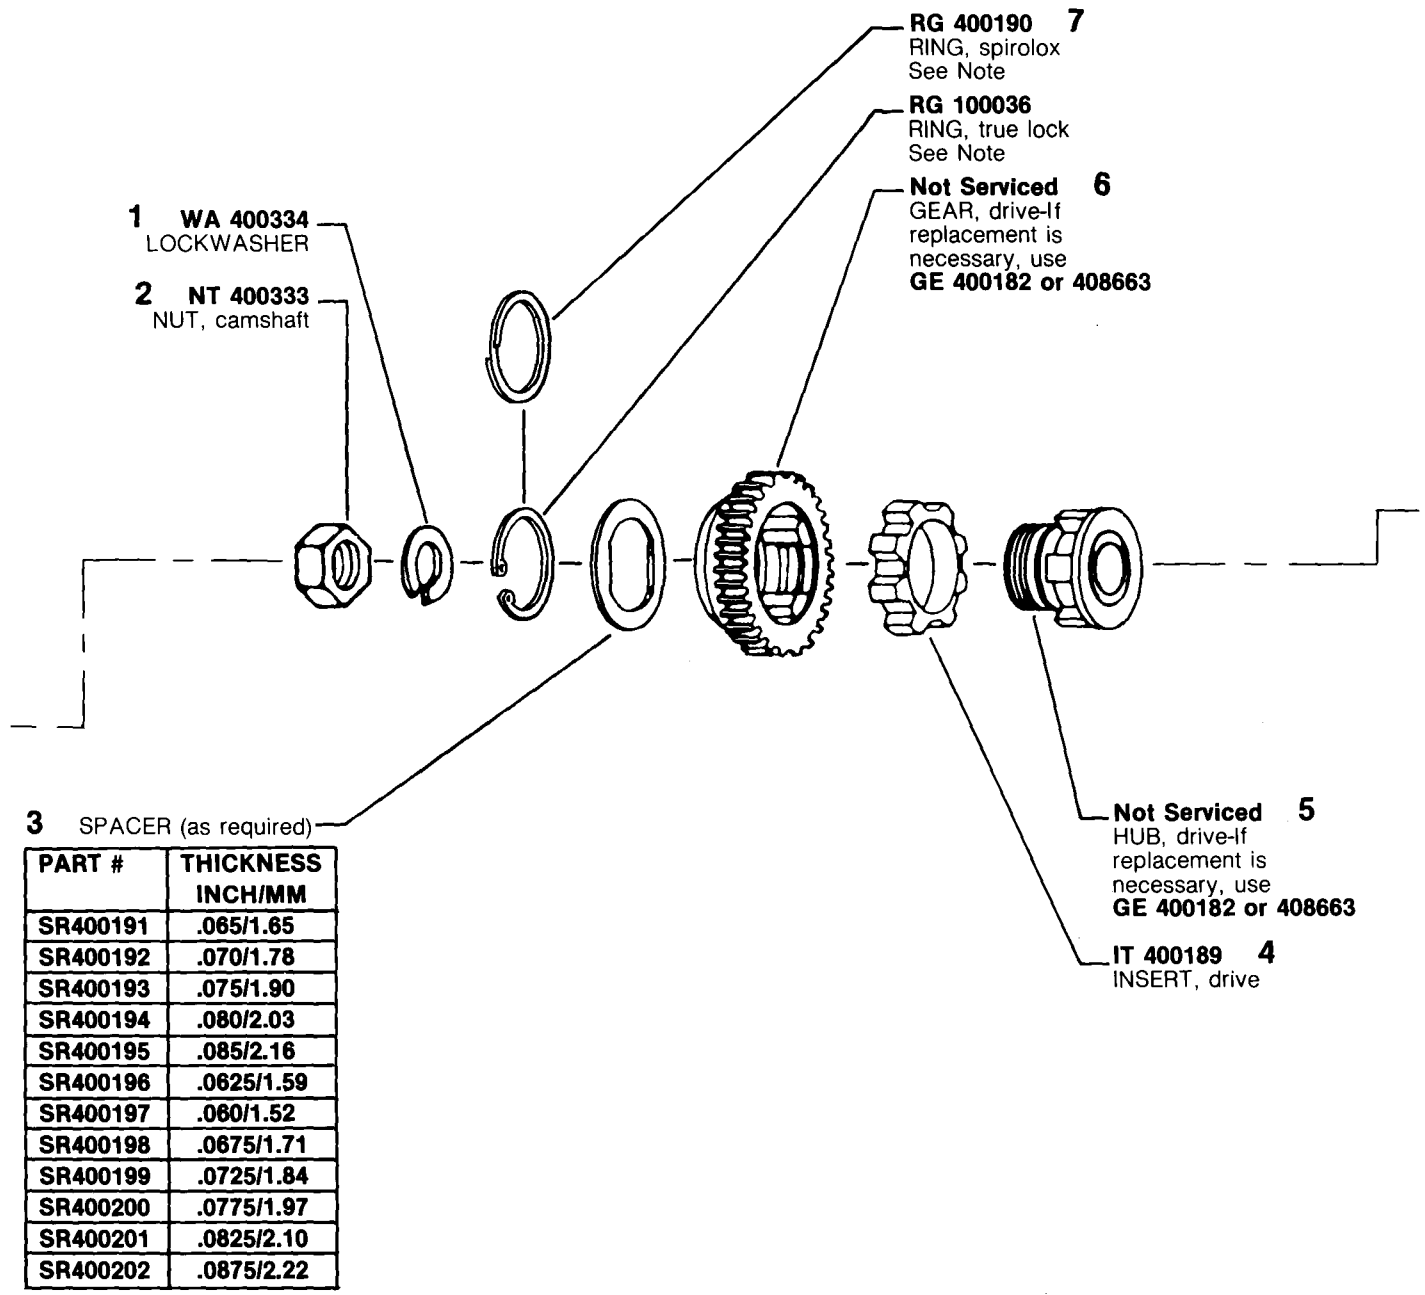 RG 400190 7
RING, spirolox
See Note
RG 100036
RING, true lock
See Note
Not Serviced 6
GEAR, drive-If
replacement is
necessary, use
GE 400182 or 408663
1 WA 400334
LOCKWASHER
2 NT 400333
NUT, camshaft
3 SPACER (as required)
PART # THICKNESS
INCH/MM
SR400191 .065/1.65
SR400192 .070/1.78
SR400193 .075/1.90
SR400194 .080/2.03
SR400195 .085/2.16
SR400196 .0625/1.59
SR400197 .060/1.52
SR400198 .0675/1.71
SR400199 .0725/1.84
SR400200 .0775/1.97
SR400201 .0825/2.10
SR400202 .0875/2.22
Not Serviced 5
HUB, drive-If
replacement is
necessary, use
GE 400182 or 408663
IT 400189 4
INSERT, drive